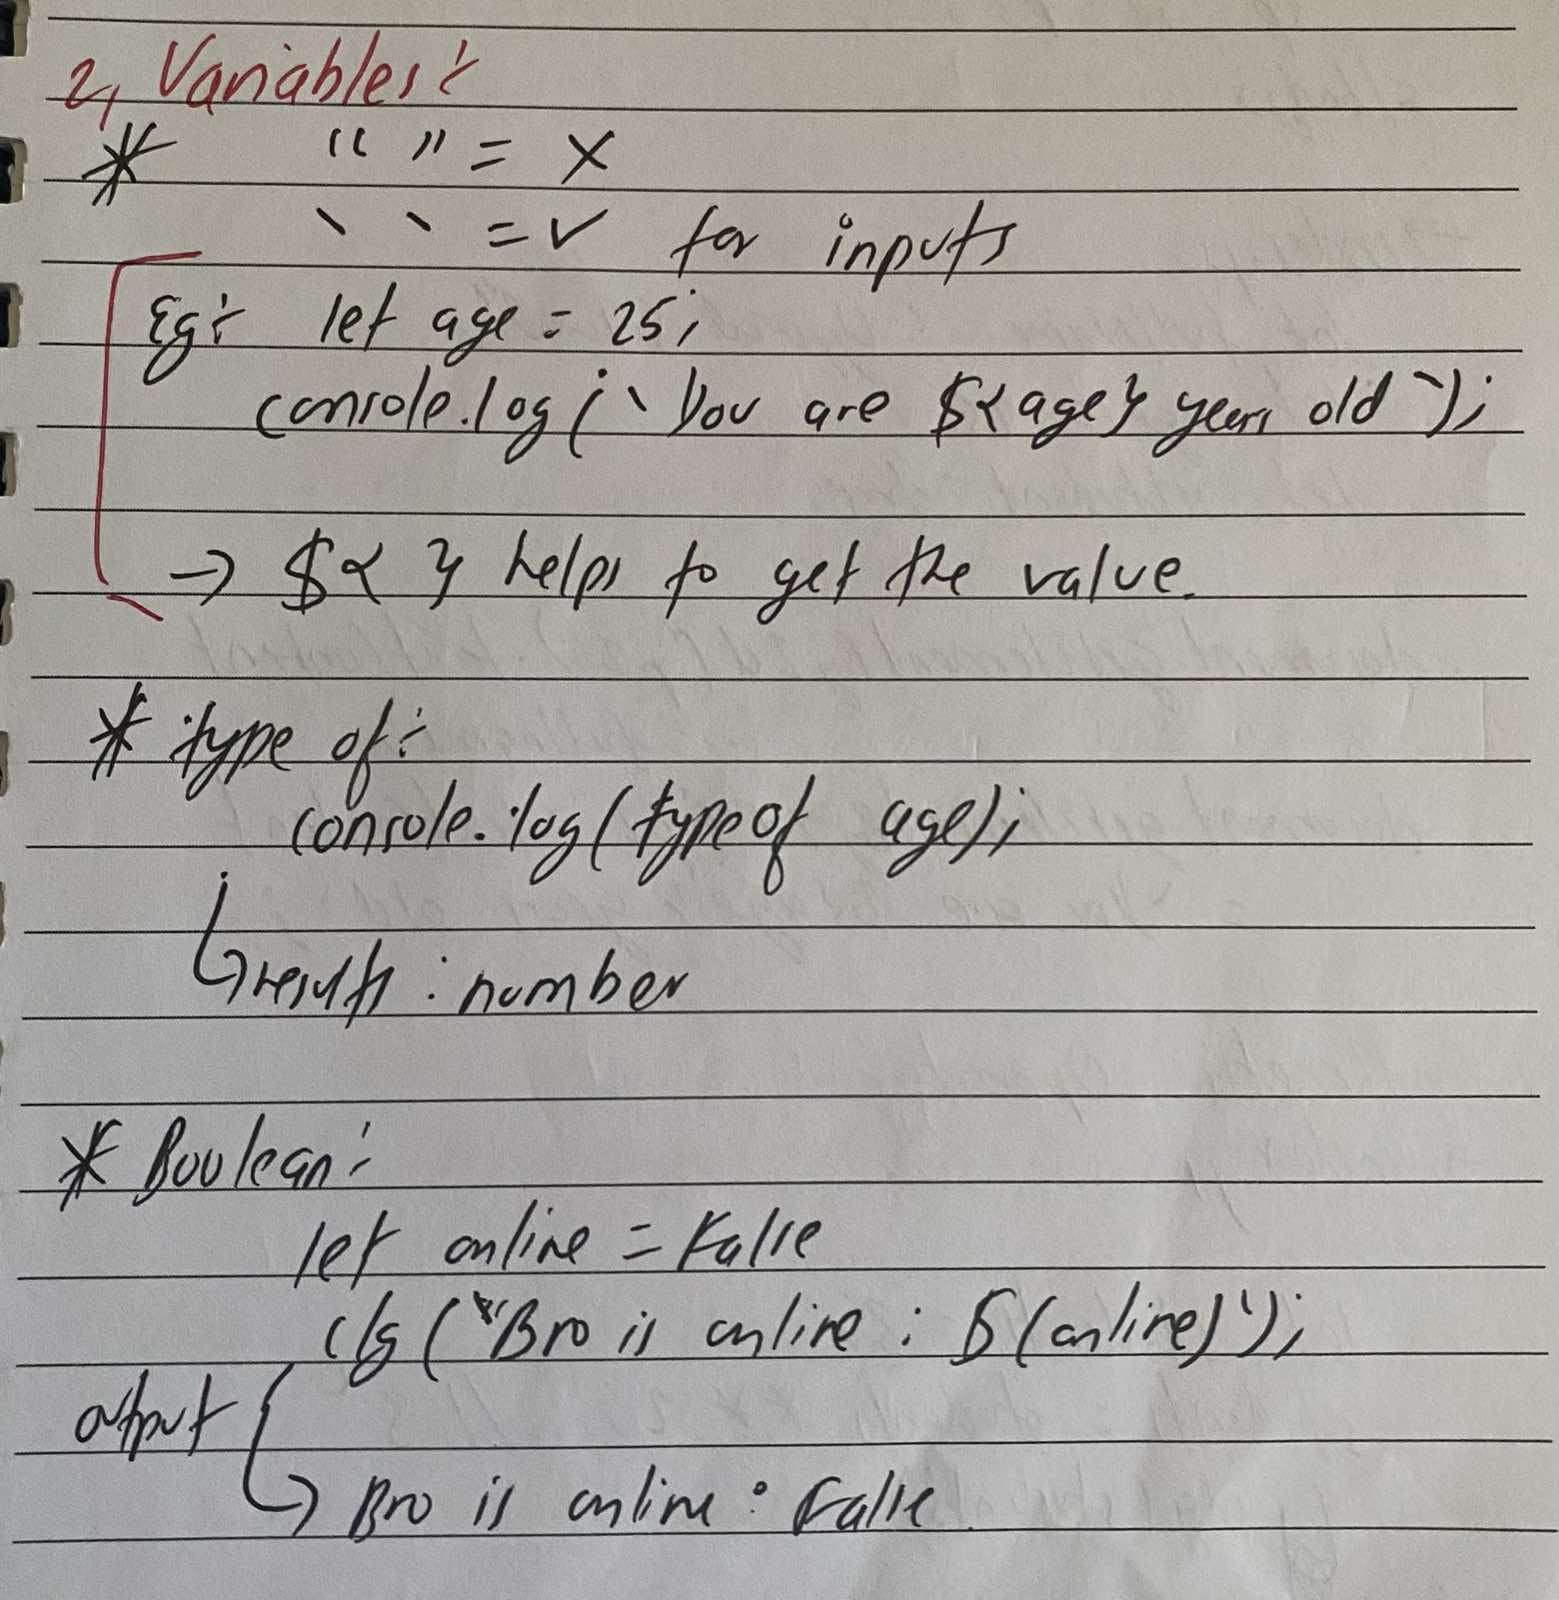 2, Variables:
* “ ” = X
` ` = ✓ for inputs
Eg: let age = 25;
console.log(`You are ${age} years old`);
→ ${ } helps to get the value.
* type of:
console.log(typeof age);
↳ result: number
* Boolean:
let online = False
clg(`Bro is online : $(online)`);
output
↳ Bro is online : False